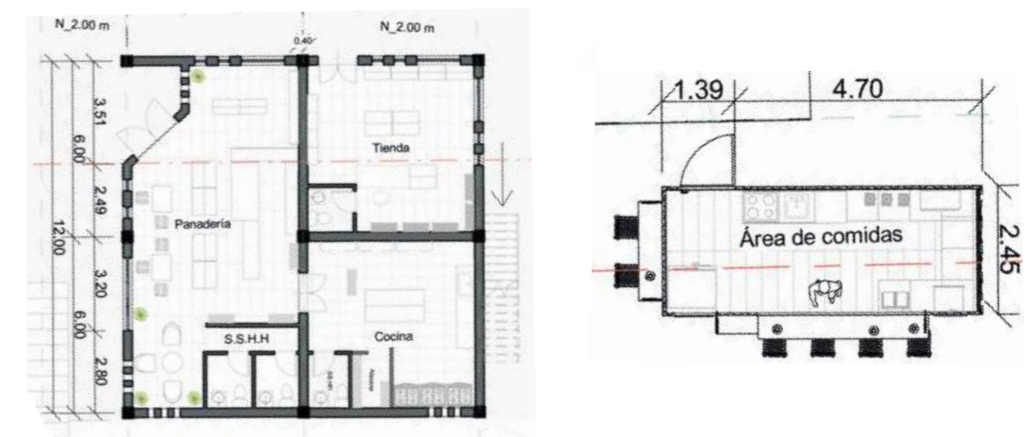 N_2.00 m
N_2.00 m
0.40
3.51
6.00
2.49
12.00
3.20
6.00
2.80
Tienda
Panadería
Cocina
S.S.H.H
S.S.HH
1.39
4.70
2.45
Área de comidas